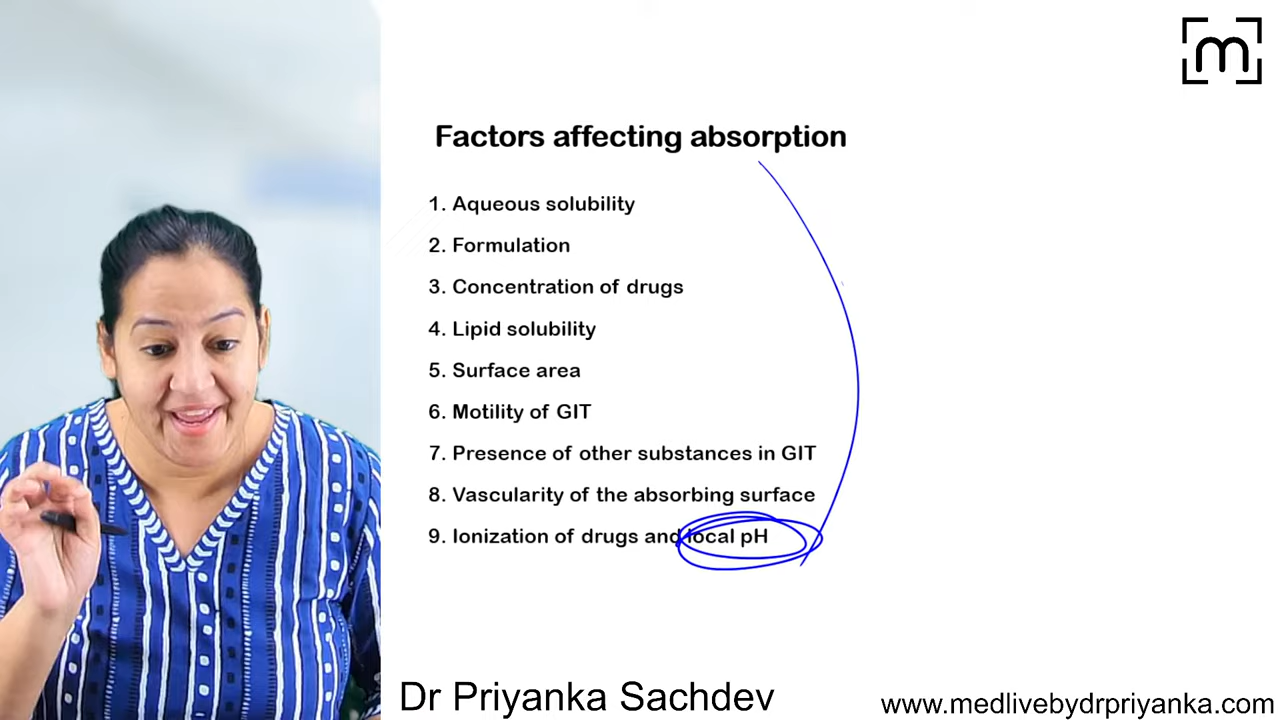 m
Factors affecting absorption
1. Aqueous solubility
2. Formulation
3. Concentration of drugs
4. Lipid solubility
5. Surface area
6. Motility of GIT
7. Presence of other substances in GIT
8. Vascularity of the absorbing surface
9. Ionization of drugs and local pH
Dr Priyanka Sachdev
www.medlivebydrpriyanka.com